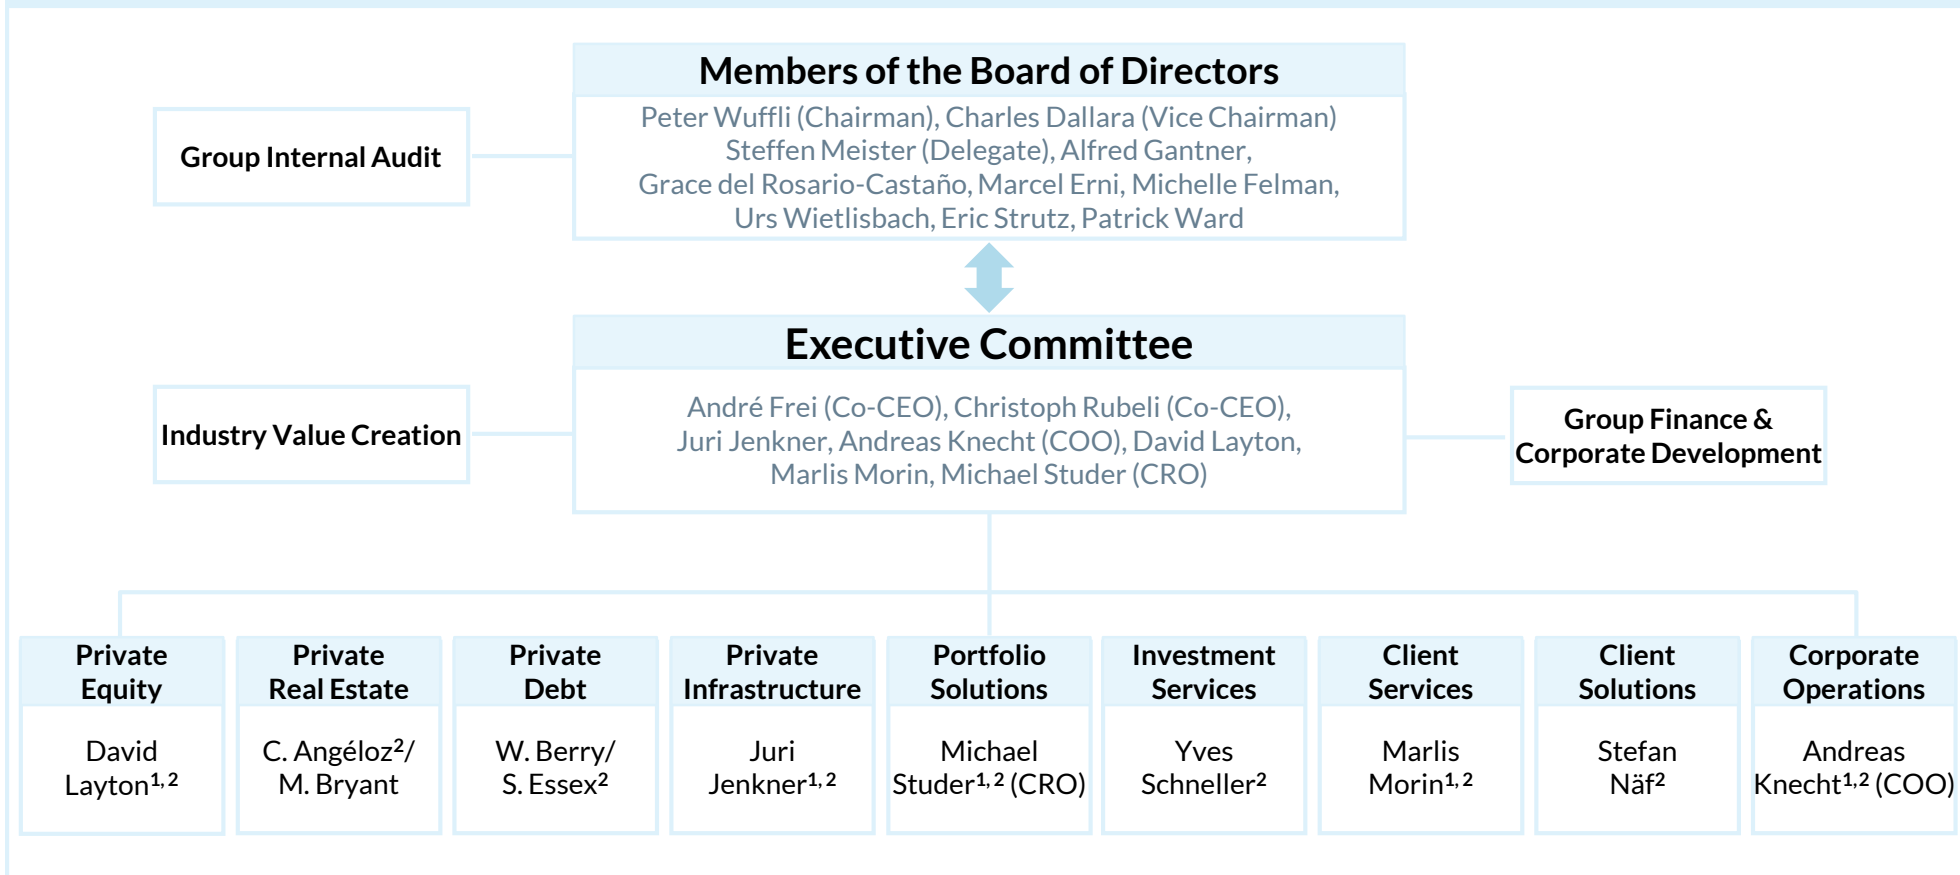 Members of the Board of Directors
Peter Wuffli (Chairman), Charles Dallara (Vice Chairman)
Steffen Meister (Delegate), Alfred Gantner,
Grace del Rosario-Castaño, Marcel Erni, Michelle Felman,
Urs Wietlisbach, Eric Strutz, Patrick Ward
Group Internal Audit
Executive Committee
André Frei (Co-CEO), Christoph Rubeli (Co-CEO),
Juri Jenkner, Andreas Knecht (COO), David Layton,
Marlis Morin, Michael Studer (CRO)
Industry Value Creation
Group Finance &
Corporate Development
Private
Equity
David
Layton¹,²
Private
Real Estate
C. Angéloz²/
M. Bryant
Private
Debt
W. Berry/
S. Essex²
Private
Infrastructure
Juri
Jenkner¹,²
Portfolio
Solutions
Michael
Studer¹,² (CRO)
Investment
Services
Yves
Schneller²
Client
Services
Marlis
Morin¹,²
Client
Solutions
Stefan
Näf²
Corporate
Operations
Andreas
Knecht¹,² (COO)